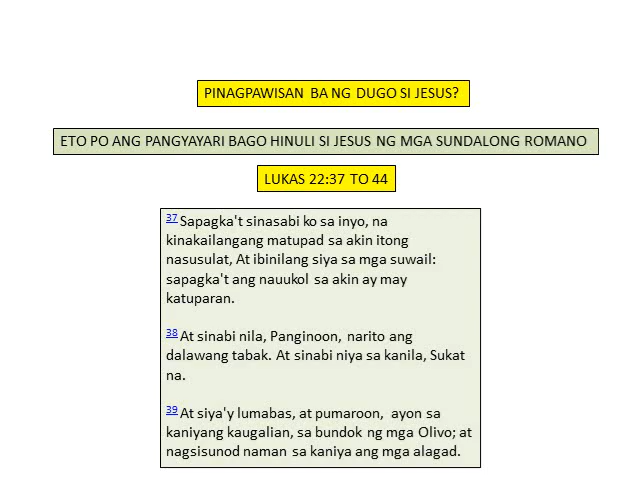 PINAGPAWISAN BA NG DUGO SI JESUS?
ETO PO ANG PANGYAYARI BAGO HINULI SI JESUS NG MGA SUNDALONG ROMANO
LUKAS 22:37 TO 44
37 Sapagka't sinasabi ko sa inyo, na
kinakailangang matupad sa akin itong
nasusulat, At ibinilang siya sa mga suwail:
sapagka't ang nauukol sa akin ay may
katuparan.
38 At sinabi nila, Panginoon, narito ang
dalawang tabak. At sinabi niya sa kanila, Sukat
na.
39 At siya'y lumabas, at pumaroon, ayon sa
kaniyang kaugalian, sa bundok ng mga Olivo; at
nagsisunod naman sa kaniya ang mga alagad.